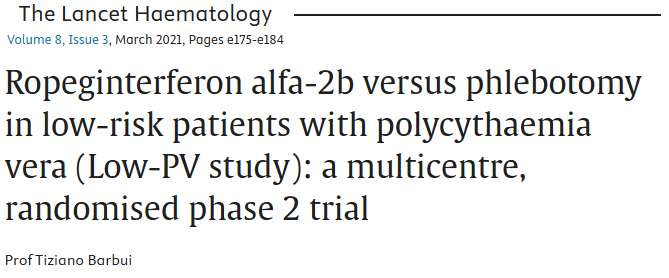 The Lancet Haematology
Volume 8, Issue 3, March 2021, Pages e175-e184
Ropeginterferon alfa-2b versus phlebotomy
in low-risk patients with polycythaemia
vera (Low-PV study): a multicentre,
randomised phase 2 trial
Prof Tiziano Barbui